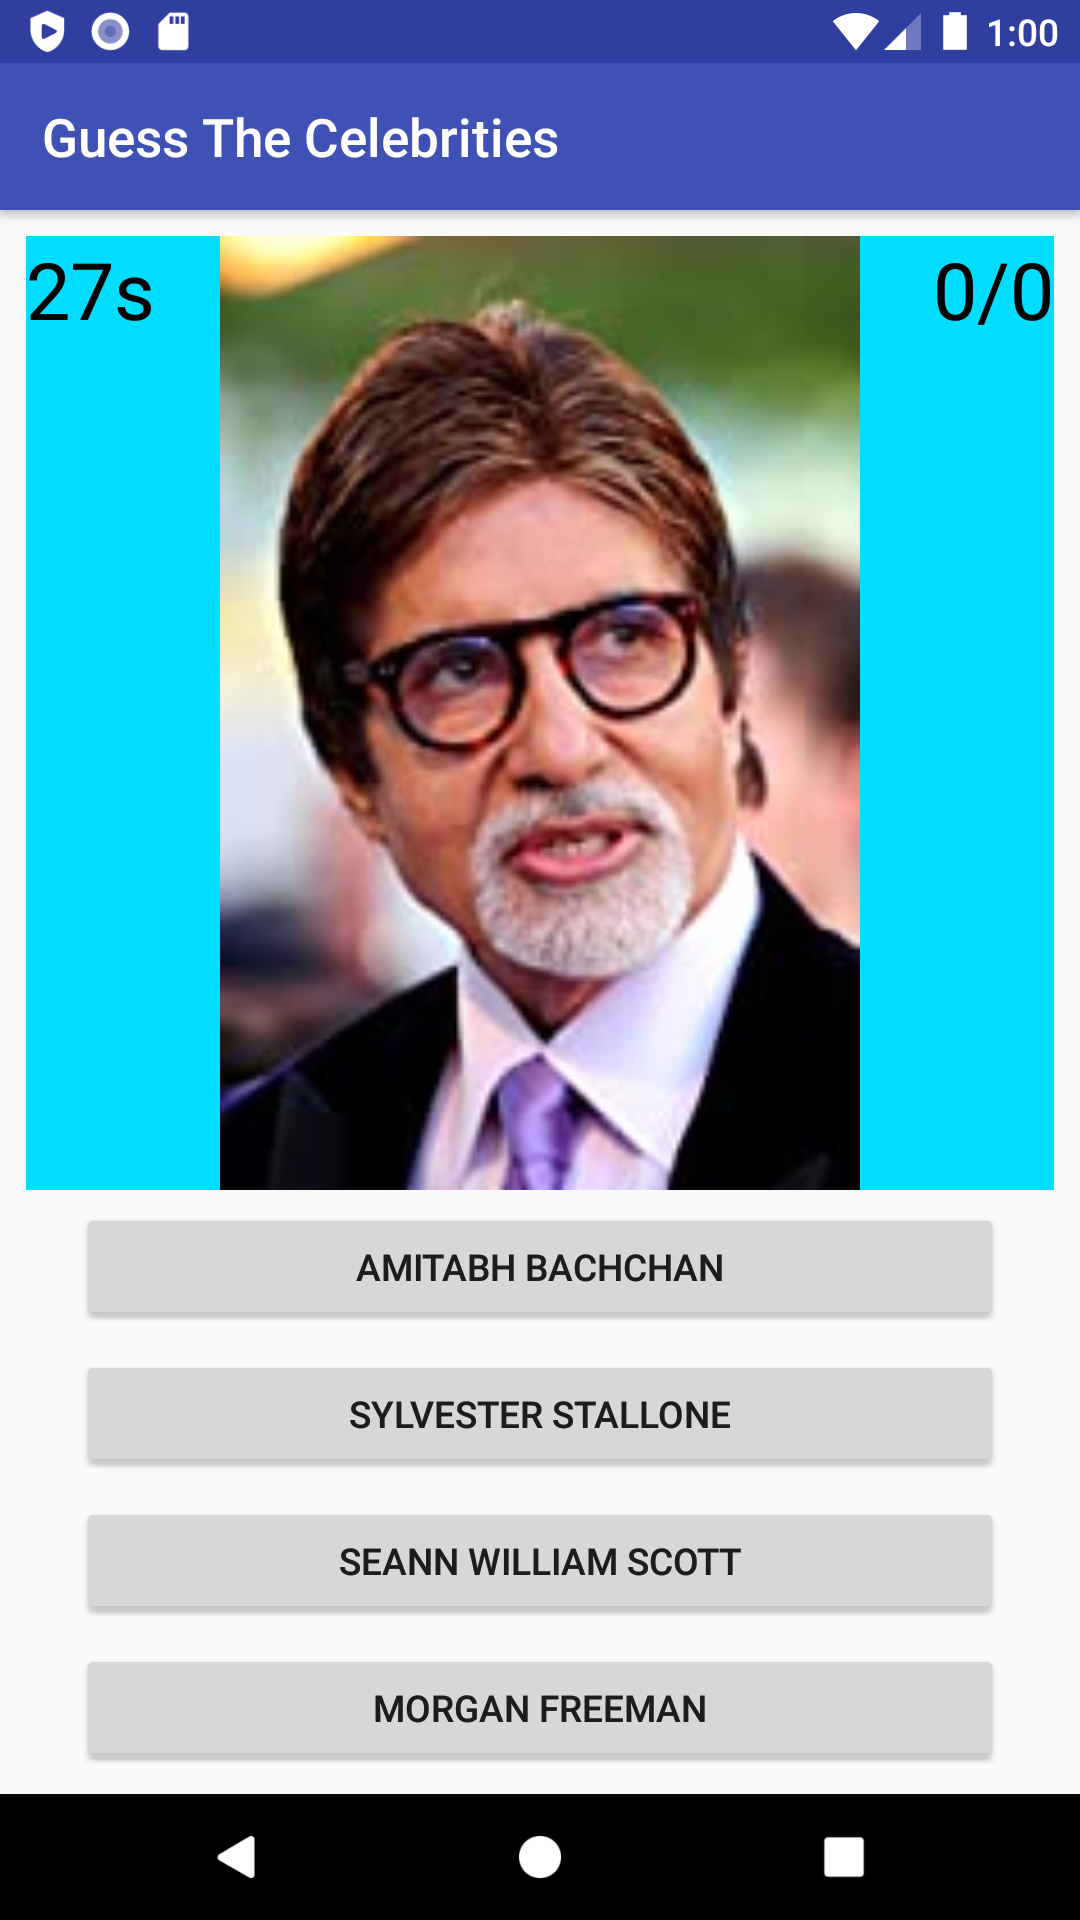 1:00
Guess The Celebrities
27s 0/0
AMITABH BACHCHAN
SYLVESTER STALLONE
SEANN WILLIAM SCOTT
MORGAN FREEMAN